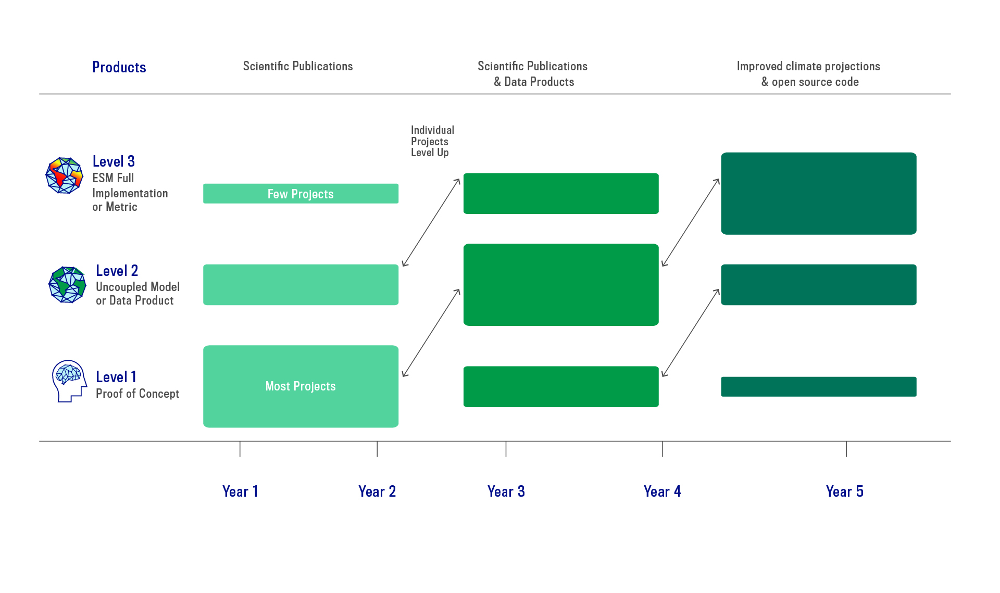 Products
Scientific Publications
Scientific Publications
& Data Products
Improved climate projections
& open source code
Individual
Projects
Level Up
Level 3
ESM Full
Implementation
or Metric
Few Projects
Level 2
Uncoupled Model
or Data Product
Level 1
Proof of Concept
Most Projects
Year 1
Year 2
Year 3
Year 4
Year 5